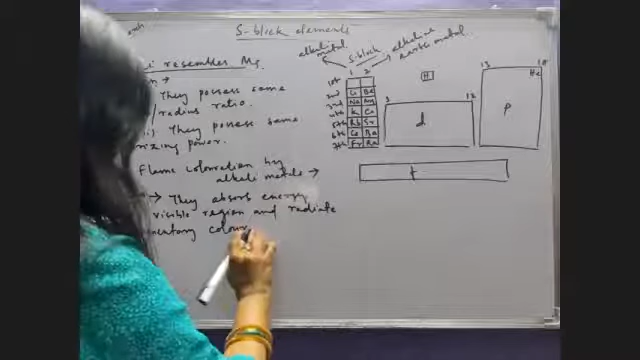 S-block elements
earth
resembles Mg.
They possess same
/radius ratio.
They possess same
rizing power.
Flame colouration by
alkali metals →
→ They absorb energy
visible region and radiate
mentary colour
alkali metal
S-block
alkaline earth metal
1 2
1st
2nd Li Be
3rd Na Mg
4th K Ca
5th Rb Sr
6th Cs Ba
7th Fr Ra
H
3 12
d
13 18
He
p
f